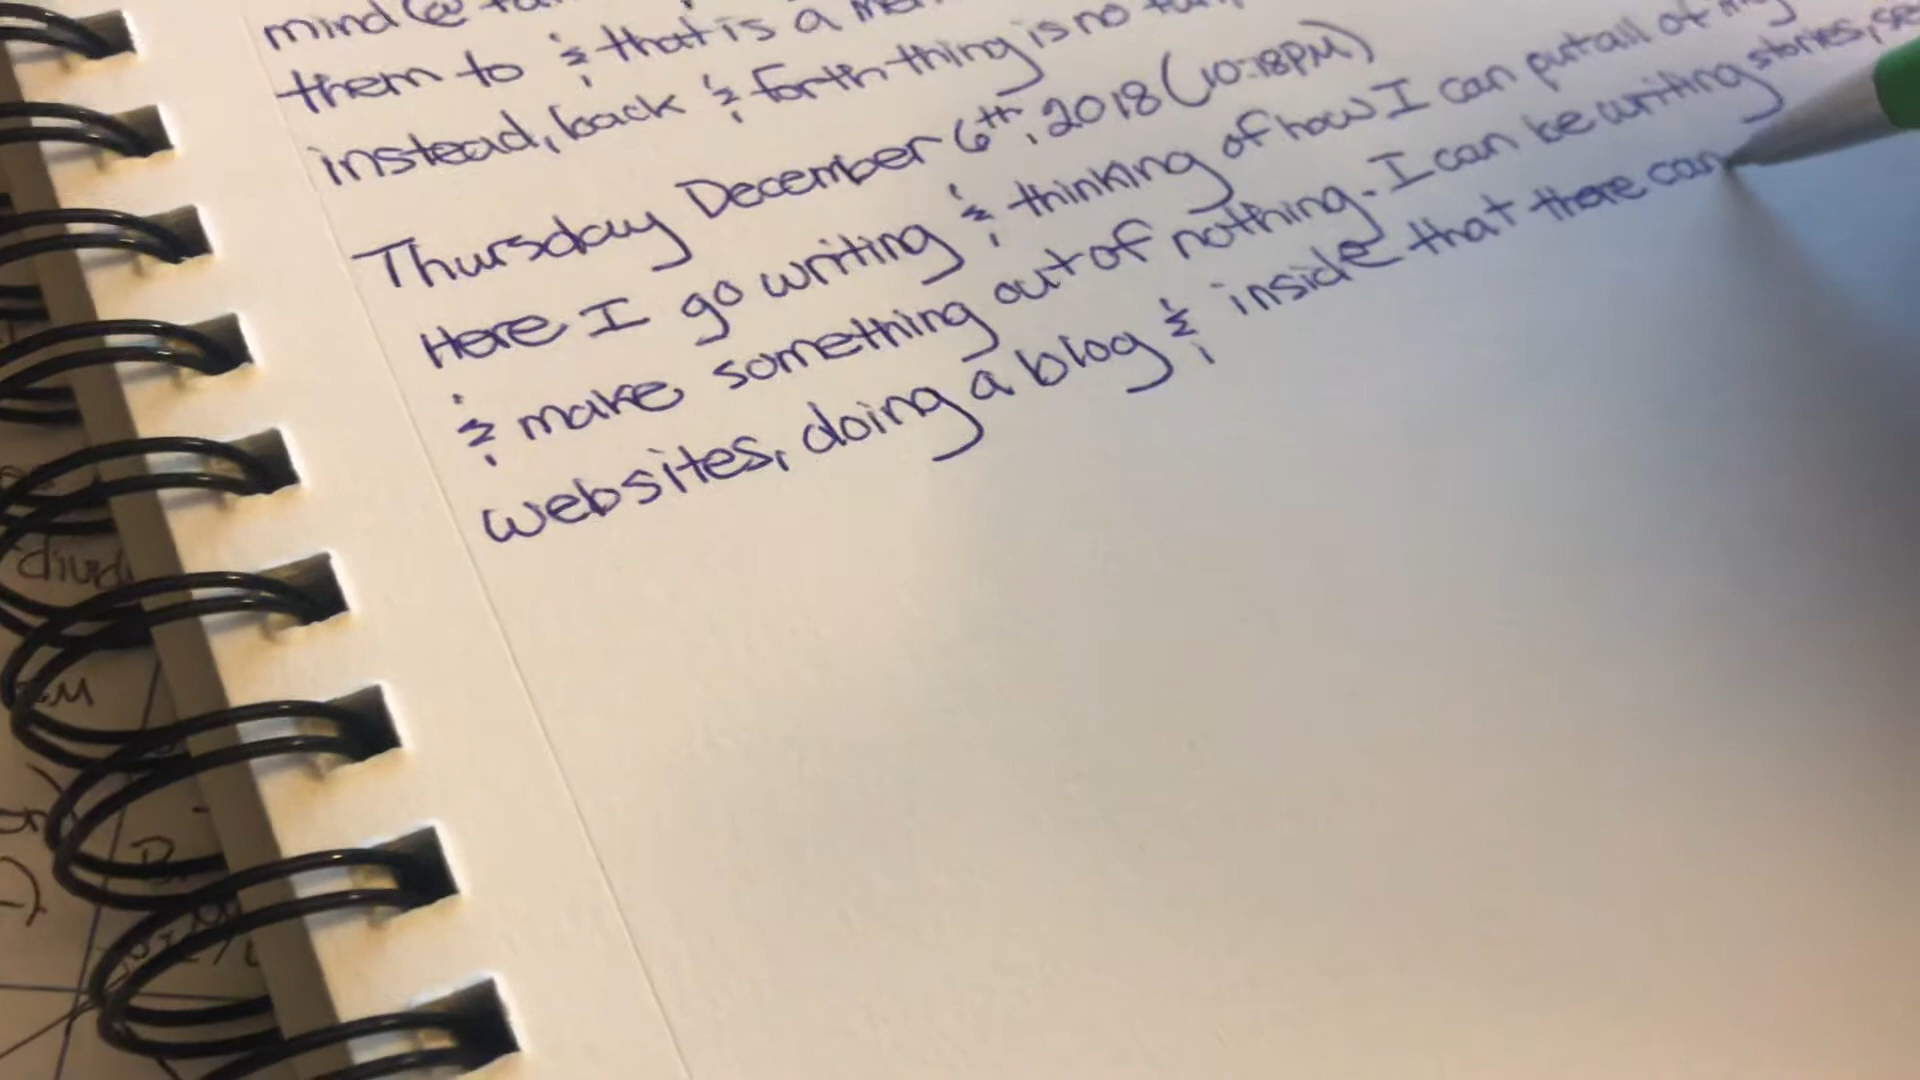 mind @
them to & that is a
instead, back & forth thing is no
Thursday December 6th, 2018 (10:18PM)
Here I go writing & thinking of how I can put all of my
& make something out of nothing. I can be writing stories,
websites, doing a blog & inside that there can